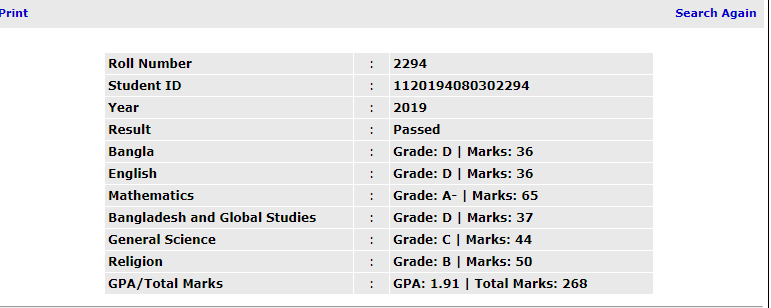 Print Search Again
Roll Number : 2294
Student ID : 1120194080302294
Year : 2019
Result : Passed
Bangla : Grade: D | Marks: 36
English : Grade: D | Marks: 36
Mathematics : Grade: A- | Marks: 65
Bangladesh and Global Studies : Grade: D | Marks: 37
General Science : Grade: C | Marks: 44
Religion : Grade: B | Marks: 50
GPA/Total Marks : GPA: 1.91 | Total Marks: 268